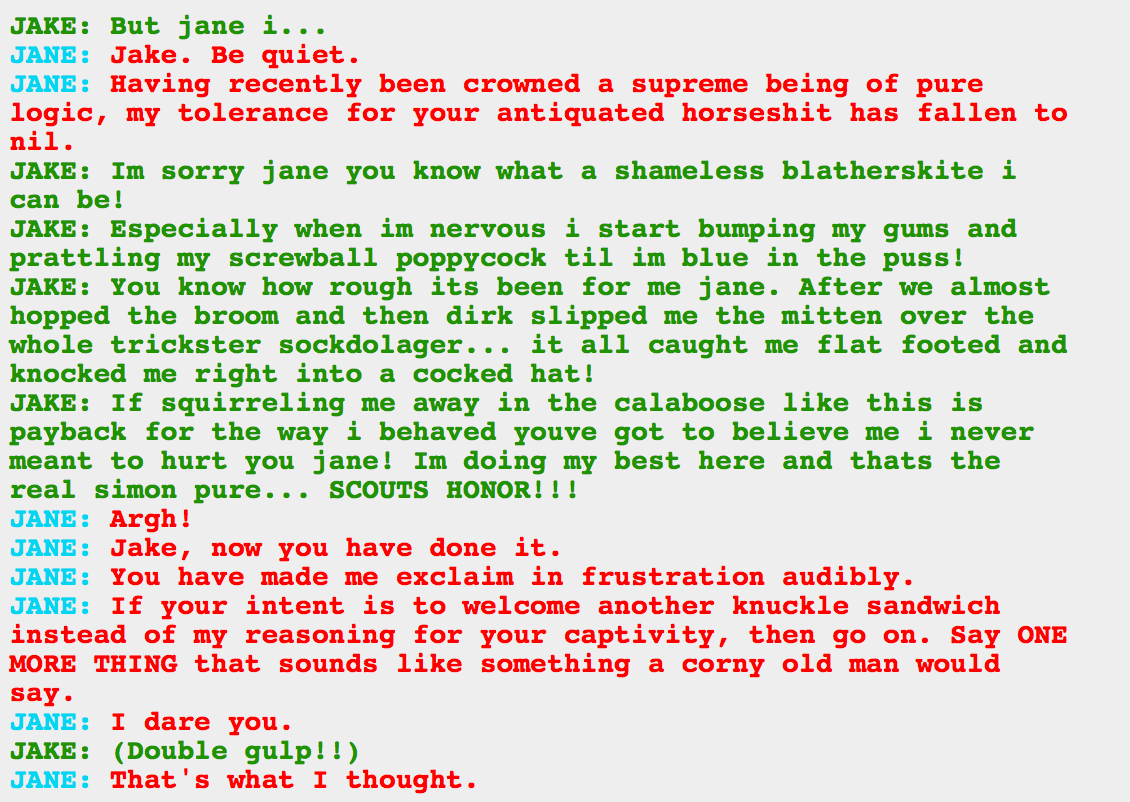 JAKE: But jane i...
JANE: Jake. Be quiet.
JANE: Having recently been crowned a supreme being of pure
logic, my tolerance for your antiquated horseshit has fallen to
nil.
JAKE: Im sorry jane you know what a shameless blatherskite i
can be!
JAKE: Especially when im nervous i start bumping my gums and
prattling my screwball poppycock til im blue in the puss!
JAKE: You know how rough its been for me jane. After we almost
hopped the broom and then dirk slipped me the mitten over the
whole trickster sockdolager... it all caught me flat footed and
knocked me right into a cocked hat!
JAKE: If squirreling me away in the calaboose like this is
payback for the way i behaved youve got to believe me i never
meant to hurt you jane! Im doing my best here and thats the
real simon pure... SCOUTS HONOR!!!
JANE: Argh!
JANE: Jake, now you have done it.
JANE: You have made me exclaim in frustration audibly.
JANE: If your intent is to welcome another knuckle sandwich
instead of my reasoning for your captivity, then go on. Say ONE
MORE THING that sounds like something a corny old man would
say.
JANE: I dare you.
JAKE: (Double gulp!!)
JANE: That's what I thought.